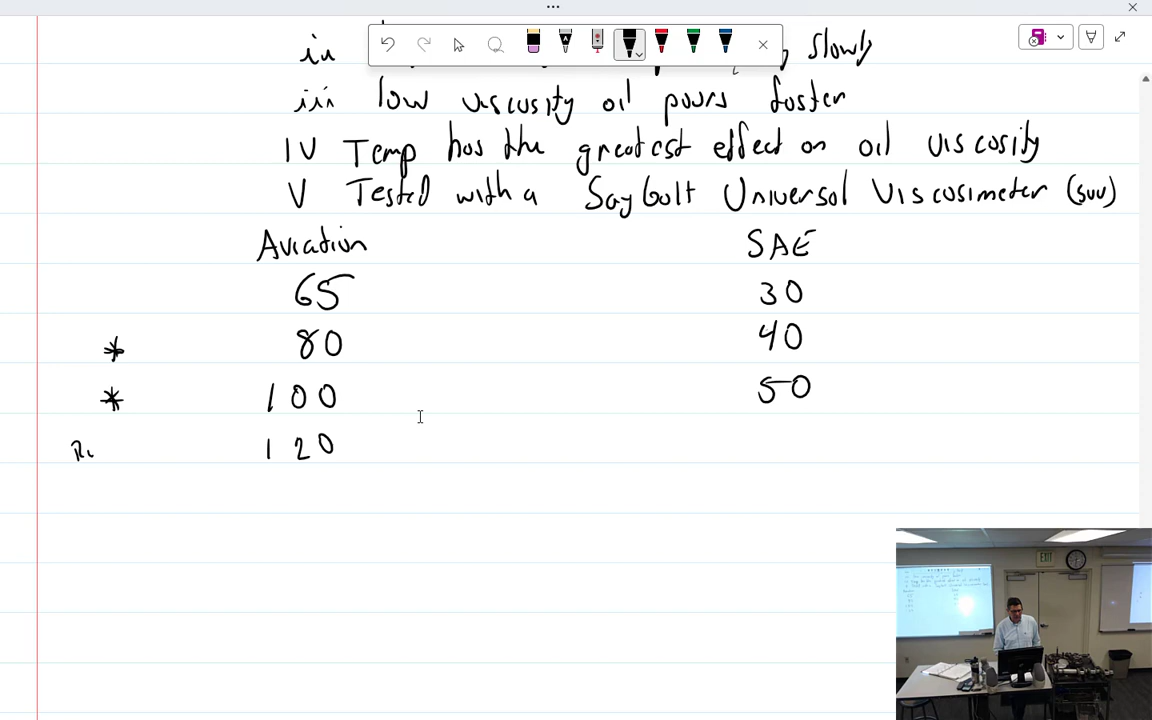 slowly
iii low viscosity oil pours faster
IV Temp has the greatest effect on oil viscosity
V Tested with a Saybolt Universal Viscosimeter (SUV)
Aviation SAE
65 30
* 80 40
* 100 50
120
EXIT